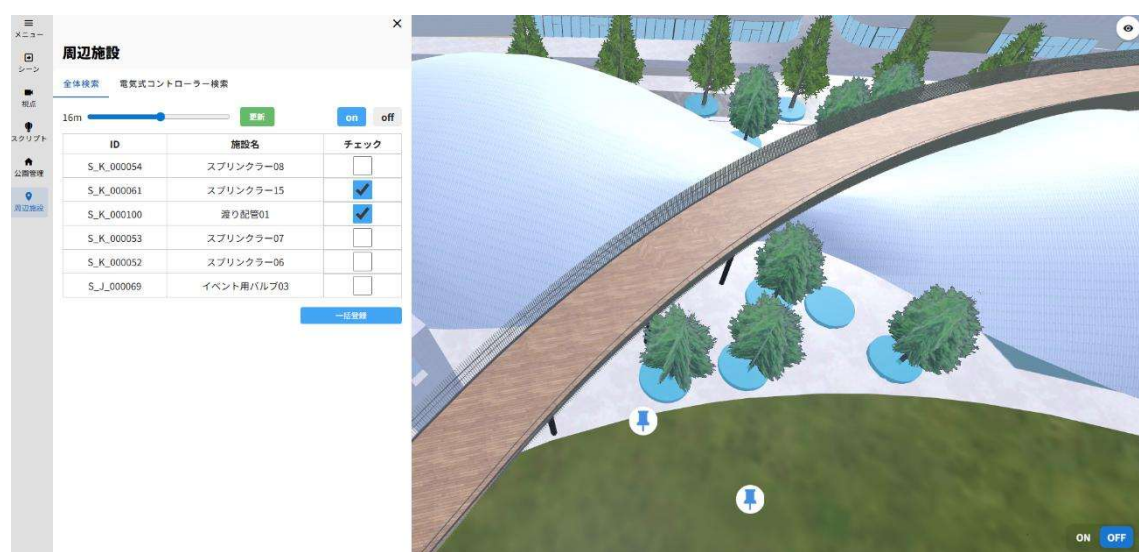 メニュー
シーン
視点
スクリプト
公園管理
周辺施設
×
周辺施設
全体検索 電気式コントローラー検索
16m 更新 on off
ID 施設名 チェック
S_K_000054 スプリンクラー08
S_K_000061 スプリンクラー15
S_K_000100 渡り配管01
S_K_000053 スプリンクラー07
S_K_000052 スプリンクラー06
S_J_000069 イベント用バルブ03
一括登録
ON OFF